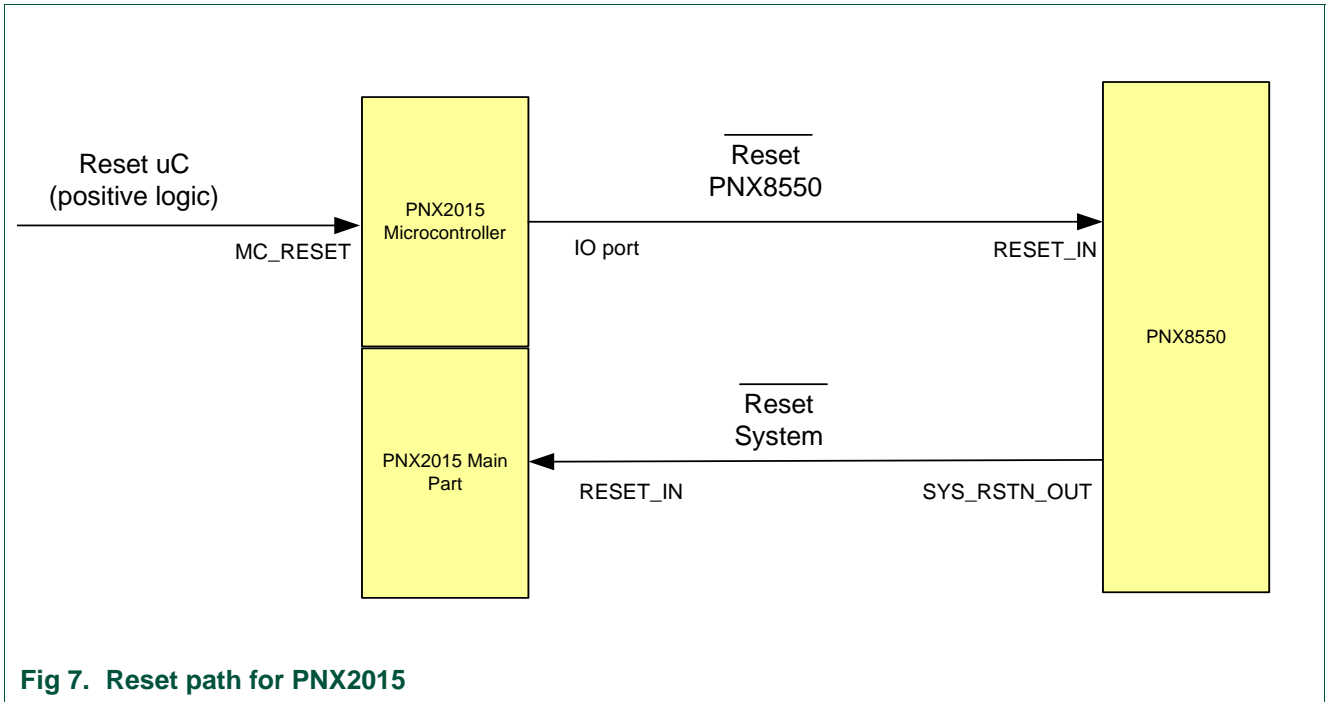 Reset uC
(positive logic)
MC_RESET
PNX2015
Microcontroller
Reset
PNX8550
IO port
RESET_IN
PNX8550
Reset
System
PNX2015 Main
Part
RESET_IN
SYS_RSTN_OUT
Fig 7. Reset path for PNX2015